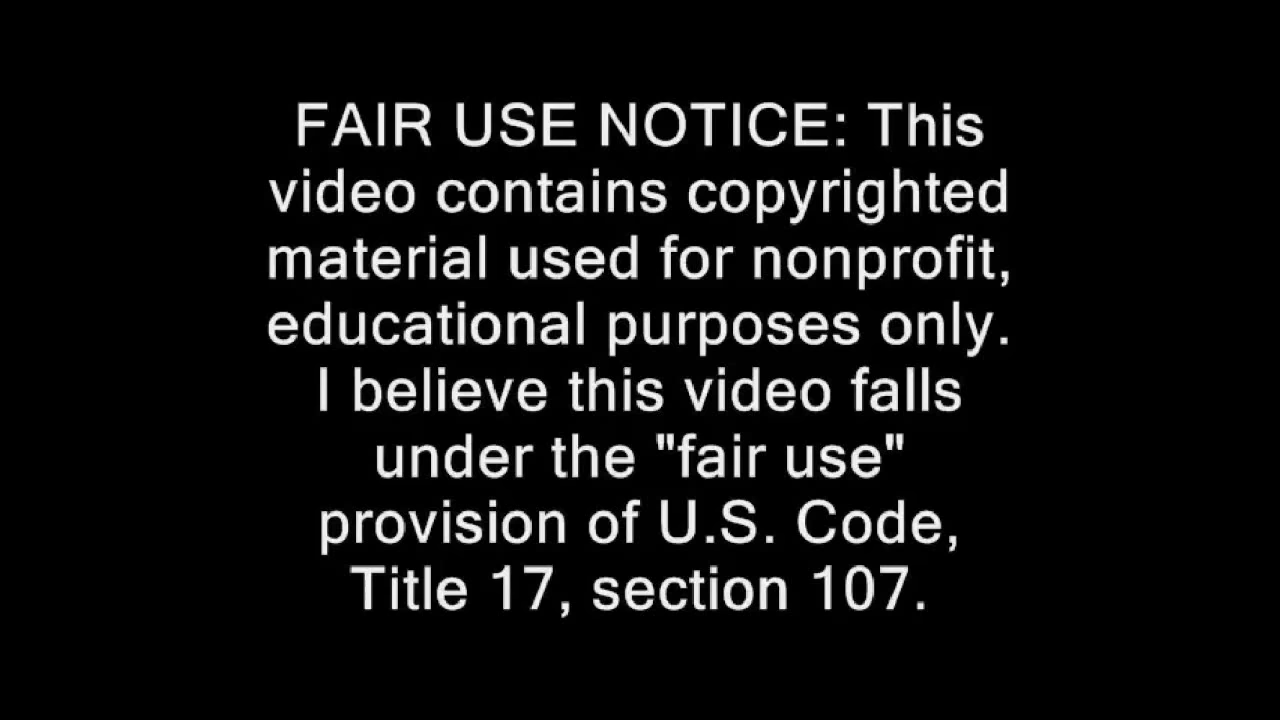 FAIR USE NOTICE: This
video contains copyrighted
material used for nonprofit,
educational purposes only.
I believe this video falls
under the "fair use"
provision of U.S. Code,
Title 17, section 107.